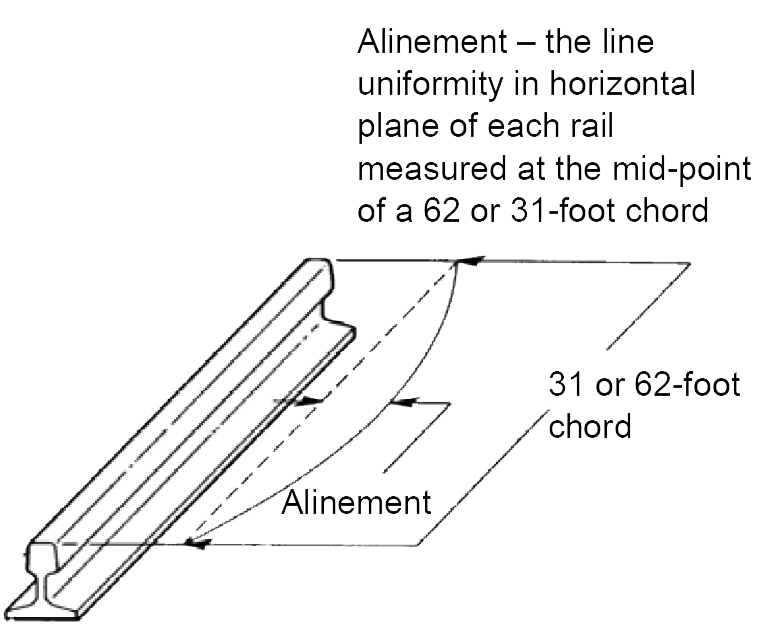 Alinement – the line
uniformity in horizontal
plane of each rail
measured at the mid-point
of a 62 or 31-foot chord
31 or 62-foot
chord
Alinement